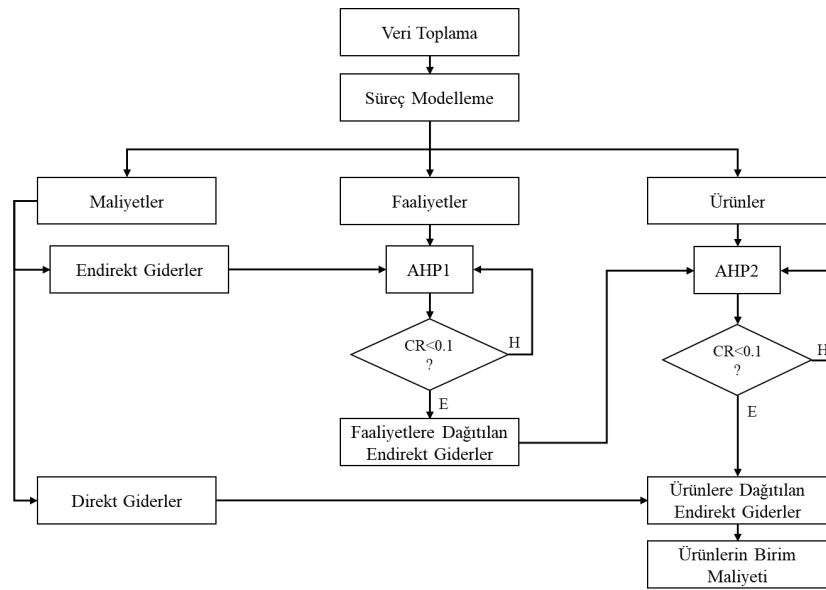 Veri Toplama
Süreç Modelleme
Maliyetler
Faaliyetler
Ürünler
Endirekt Giderler
AHP1
AHP2
CR<0.1
?
H
CR<0.1
?
H
E
E
Faaliyetlere Dağıtılan
Endirekt Giderler
Direkt Giderler
Ürünlere Dağıtılan
Endirekt Giderler
Ürünlerin Birim
Maliyeti